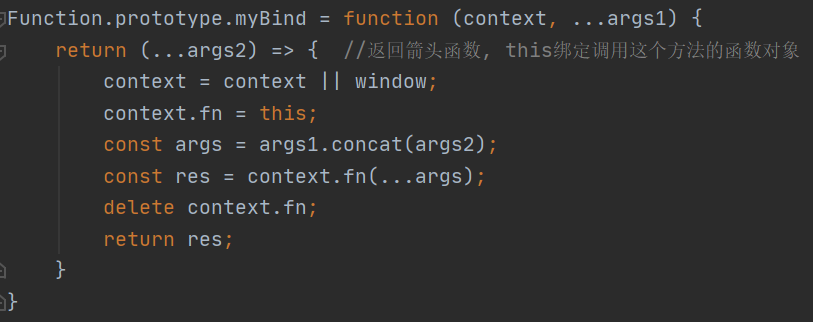 Function.prototype.myBind = function (context, ...args1) {
    return (...args2) => {  //返回箭头函数, this绑定调用这个方法的函数对象
        context = context || window;
        context.fn = this;
        const args = args1.concat(args2);
        const res = context.fn(...args);
        delete context.fn;
        return res;
    }
}